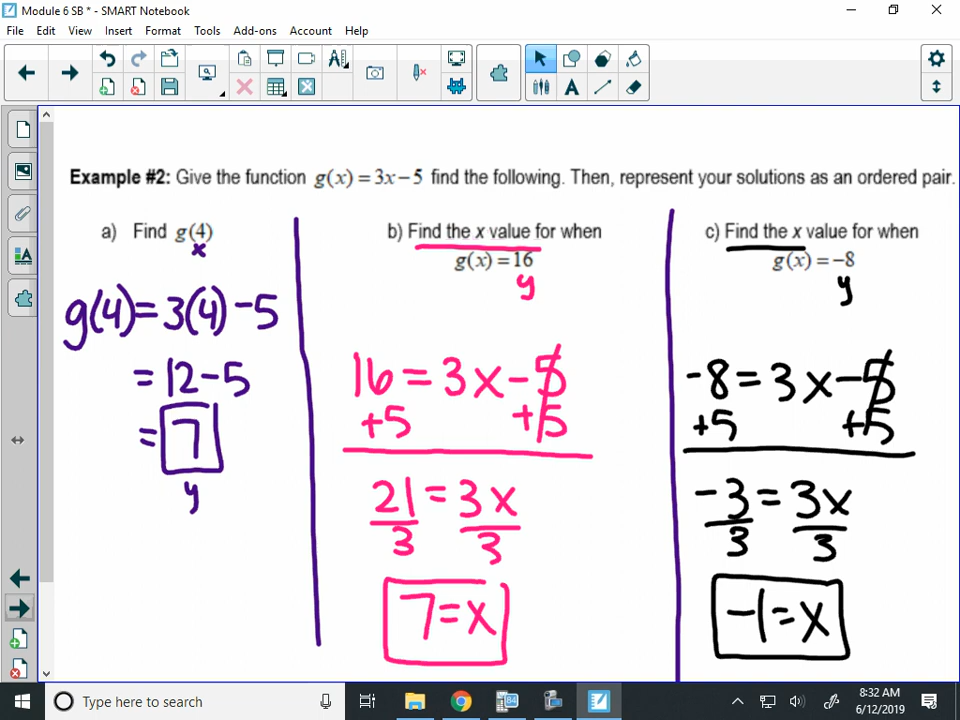 Module 6 SB * - SMART Notebook
File Edit View Insert Format Tools Add-ons Account Help
Example #2: Give the function g(x) = 3x − 5 find the following. Then, represent your solutions as an ordered pair.
a) Find g(4)
x
g(4) = 3(4) − 5
= 12 − 5
= 7
y
b) Find the x value for when
g(x) = 16
y
16 = 3x − 5
+5 +5
21 = 3x
3 3
7 = x
c) Find the x value for when
g(x) = −8
y
-8 = 3x − 5
+5 +5
-3 = 3x
3 3
-1 = x
Type here to search
8:32 AM
6/12/2019